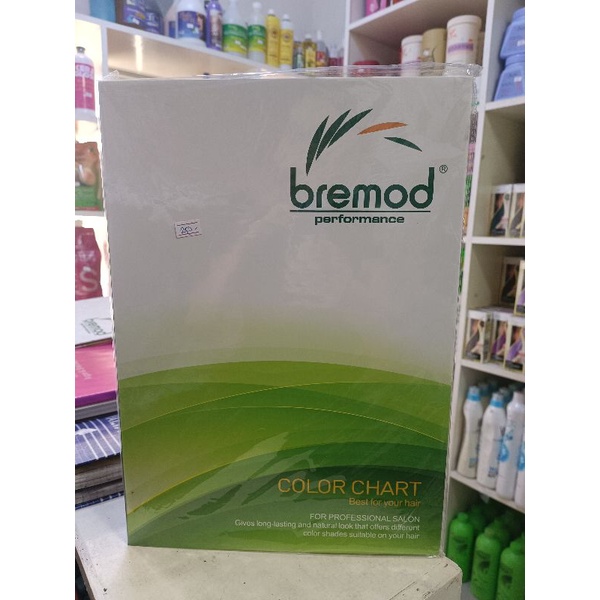 bremod®
performance
COLOR CHART
Best for your hair
FOR PROFESSIONAL SALON
Gives long-lasting and natural look that offers different
color shades suitable on your hair
bremod